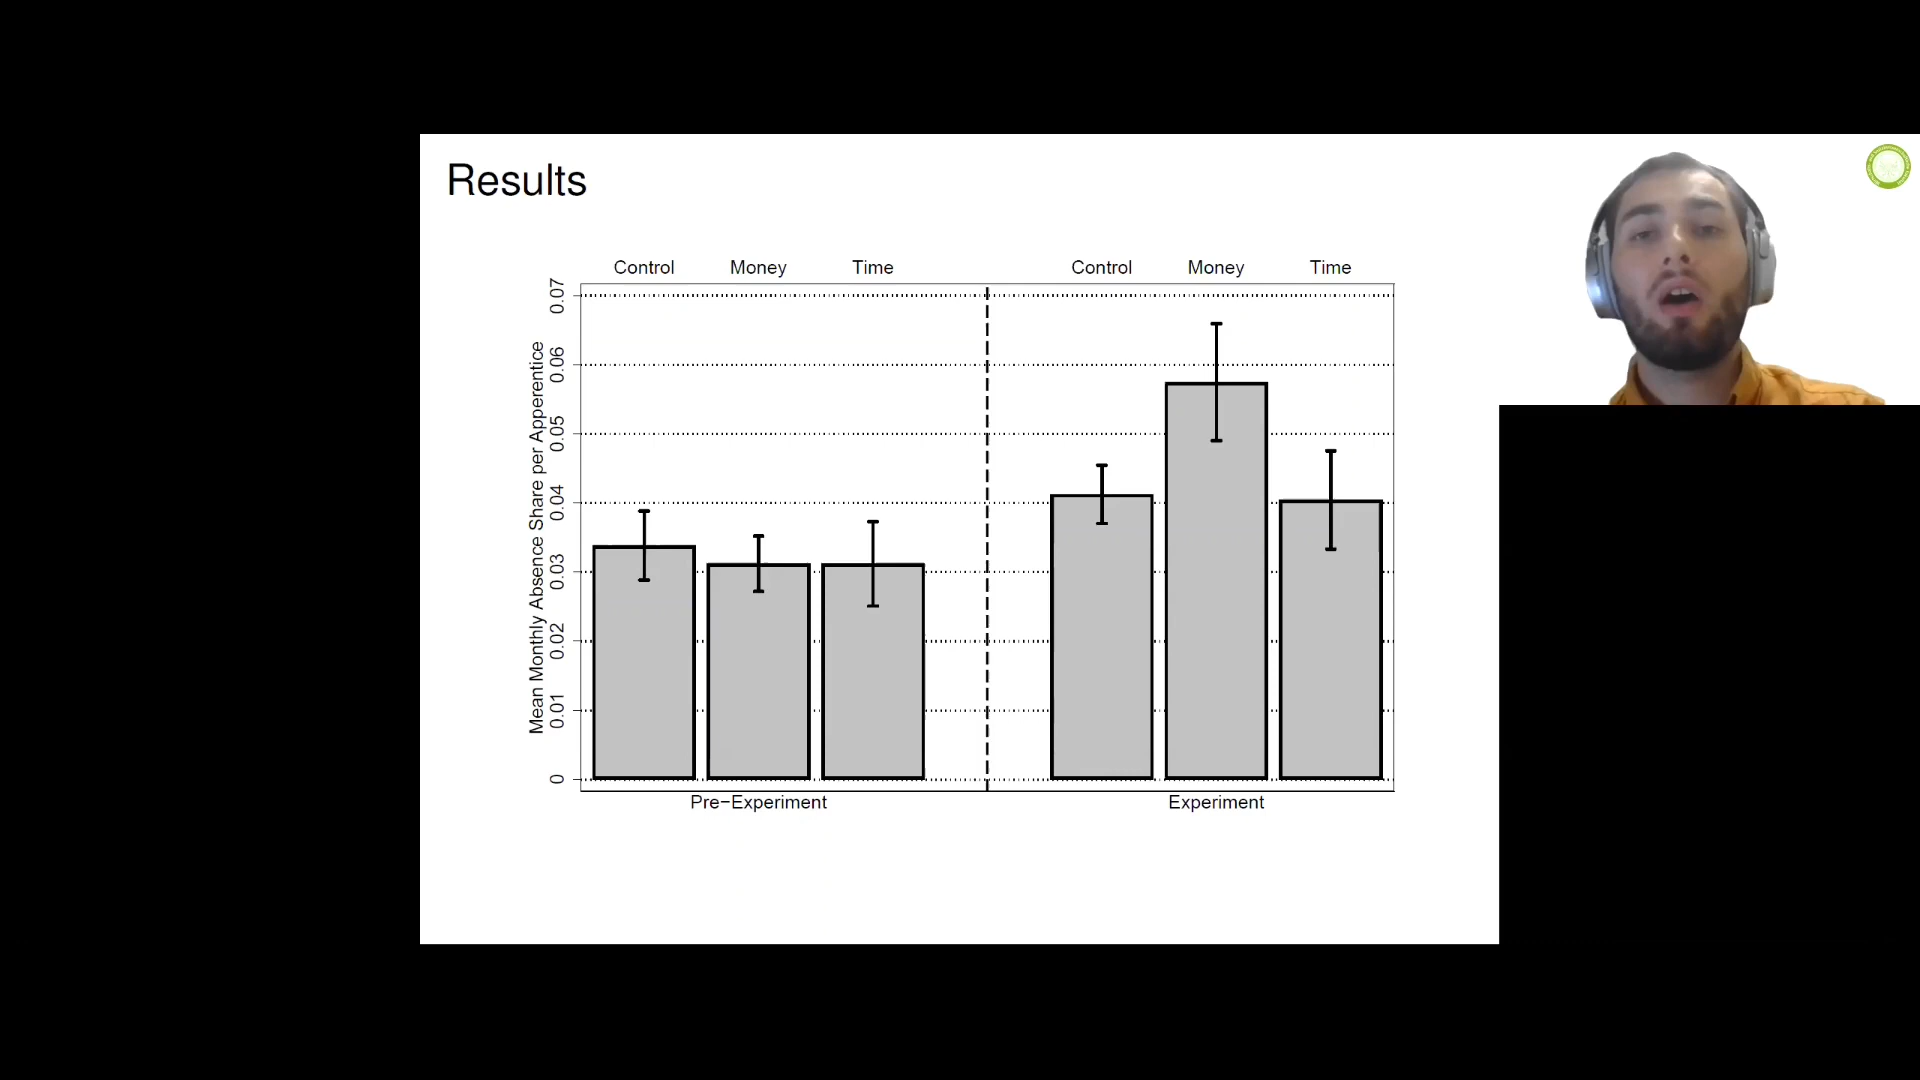 Results
Control Money Time Control Money Time
Mean Monthly Absence Share per Apperentice
0.07
0.06
0.05
0.04
0.03
0.02
0.01
0
Pre−Experiment Experiment